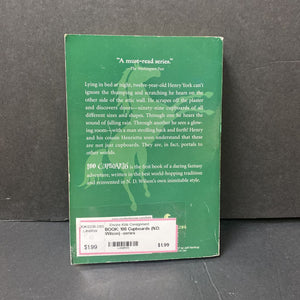 "A must-read series."
—The Washington Post
Lying in bed at night, twelve-year-old Henry York can't
ignore the thumping and scratching he hears on the
other side of the attic wall. He scrapes off the plaster
and discovers doors—ninety-nine cupboards of all
different sizes and shapes. Through one he hears the
sound of falling rain. Through another he sees a glow-
ing room—with a man strolling back and forth! Henry
and his cousin Henrietta soon understand that these
are not just cupboards, they are, in fact, portals to
other worlds.
100 CUPBOARDS is the first book of a daring fantasy
adventure, written in the best world-hopping tradition
and reinvented in N. D. Wilson's own inimitable style.
BOOK: 100 Cupboards (N.D.
Wilson) -series
$1.99
$1.99